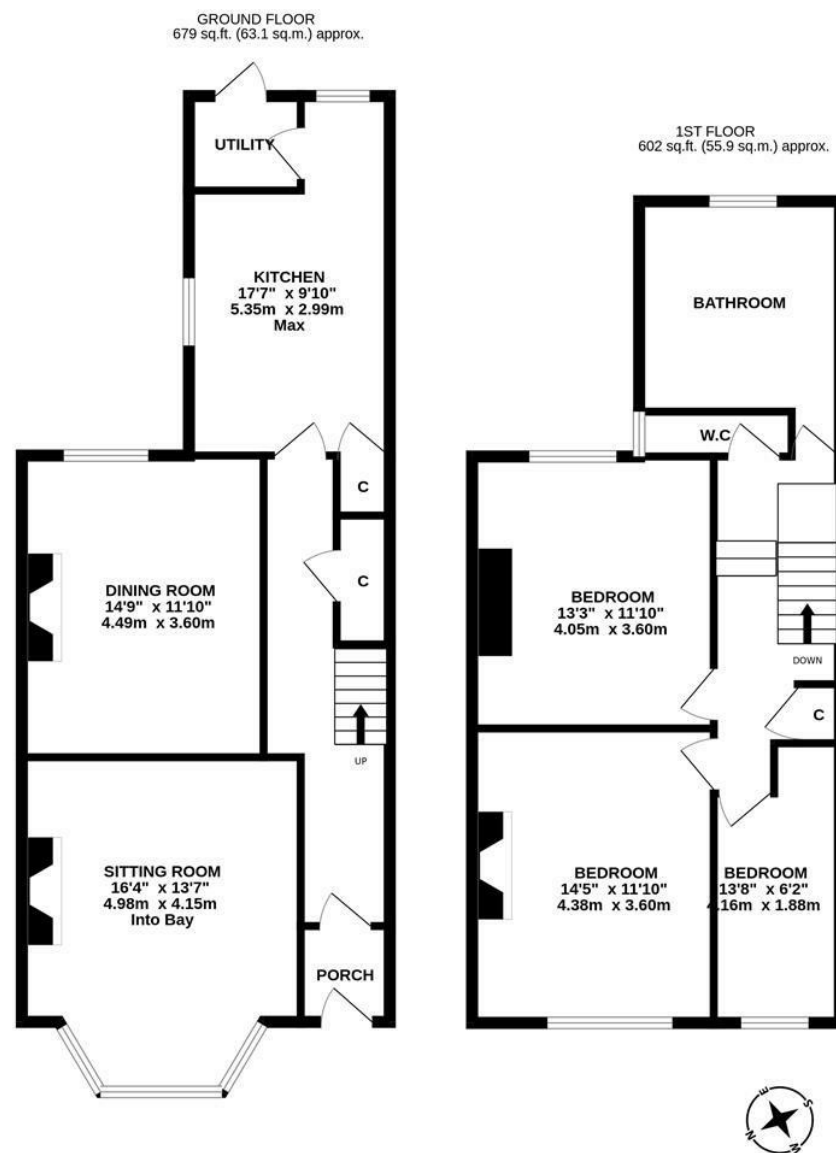 GROUND FLOOR
679 sq.ft. (63.1 sq.m.) approx.
UTILITY
KITCHEN
17'7" x 9'10"
5.35m x 2.99m
Max
C
C
DINING ROOM
14'9" x 11'10"
4.49m x 3.60m
UP
SITTING ROOM
16'4" x 13'7"
4.98m x 4.15m
Into Bay
PORCH
1ST FLOOR
602 sq.ft. (55.9 sq.m.) approx.
BATHROOM
W.C
BEDROOM
13'3" x 11'10"
4.05m x 3.60m
DOWN
C
BEDROOM
14'5" x 11'10"
4.38m x 3.60m
BEDROOM
13'8" x 6'2"
4.16m x 1.88m
E
S
N
W